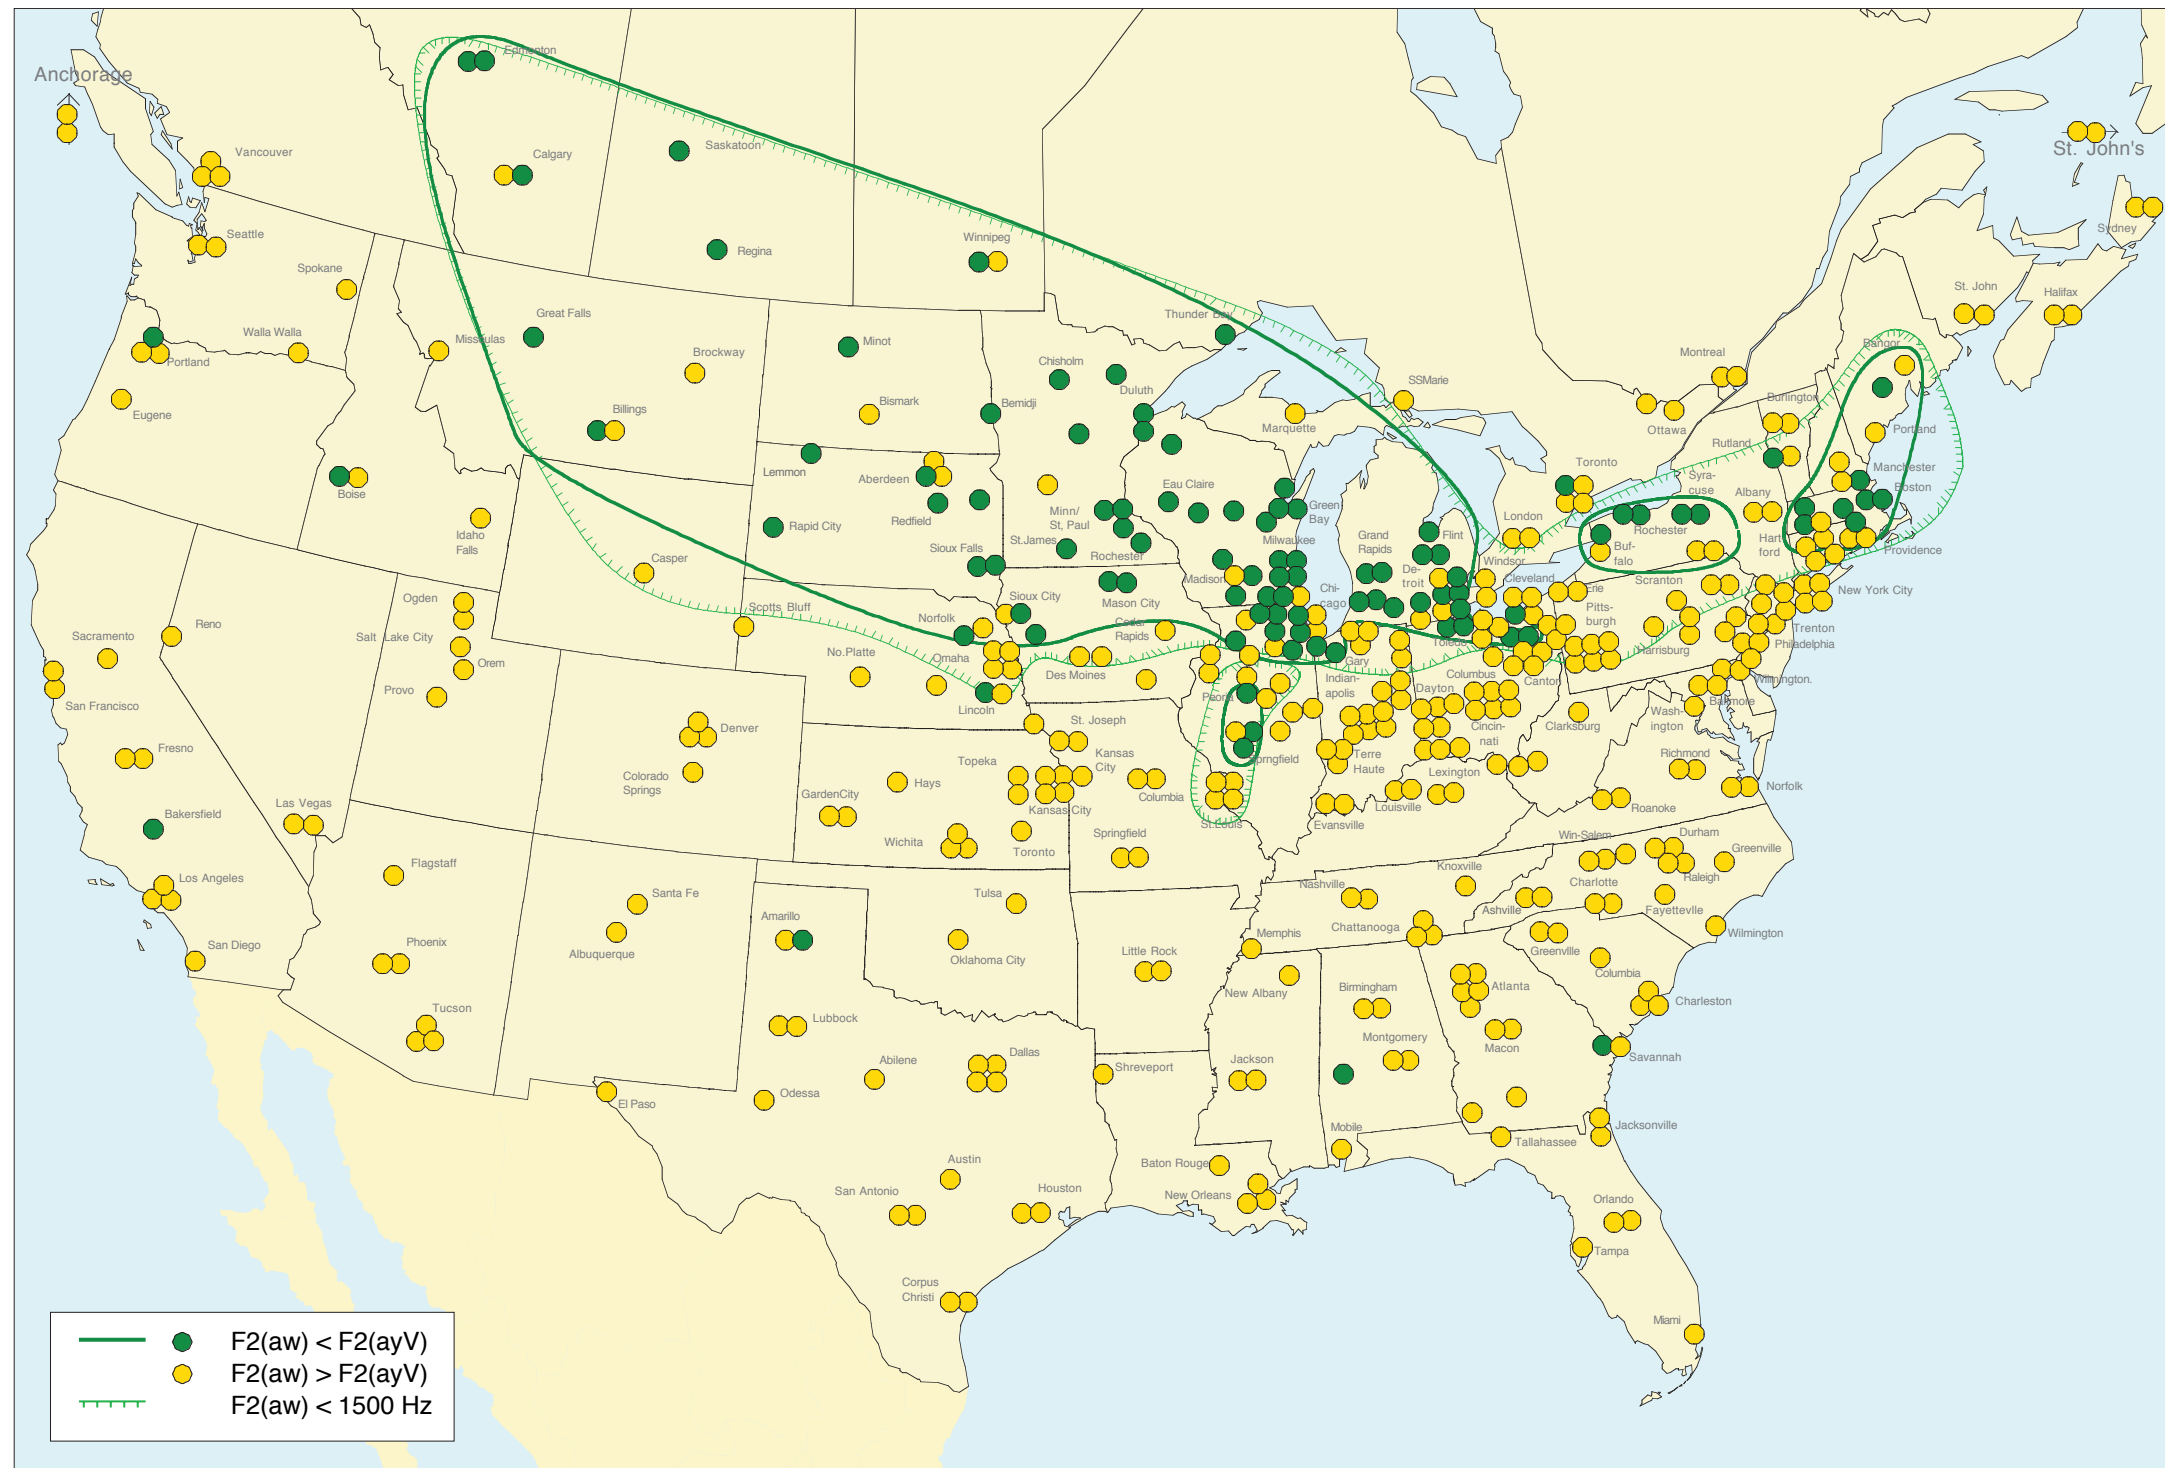 Edmonton
Anchorage
Vancouver
Calgary
Saskatoon
St. John's
Seattle
Regina
Winnipeg
Sydney
Spokane
St. John
Halifax
Great Falls
Thunder Bay
Walla Walla
Missoulas
Minot
Bangor
Portland
Brockway
Chisholm
Montreal
SSMarie
Duluth
Eugene
Billings
Bismark
Bemidji
Burlington
Marquette
Ottawa
Portland
Rutland
Lemmon
Toronto
Manchester
Aberdeen
Eau Claire
Syra-
cuse
Boise
Albany
Boston
Minn/
St. Paul
Green
Bay
Redfield
Rapid City
London
Rochester
Idaho
Falls
St.James
Milwaukee
Grand
Rapids
Flint
Hart
ford
Sioux Falls
Rochester
Windsor
Buf-
falo
Providence
Casper
Madison
De-
troit
Cleveland
Scranton
Erie
New York City
Ogden
Scotts Bluff
Sioux City
Mason City
Chi-
cago
Pitts-
burgh
Reno
Norfolk
Cedar
Rapids
Trenton
Sacramento
Salt Lake City
Toledo
Philadelphia
Harrisburg
No.Platte
Omaha
Orem
Des Moines
Gary
Columbus
Canton
Wilmington.
Provo
Indian-
apolis
Dayton
San Francisco
Lincoln
Peoria
Baltimore
Wash-
ington
Denver
St. Joseph
Cincin-
nati
Clarksburg
Fresno
Kansas
City
Sprngfield
Terre
Haute
Richmond
Colorado
Springs
Topeka
Hays
Lexington
Norfolk
Las Vegas
GardenCity
Columbia
Louisville
Roanoke
Bakersfield
Kansas City
St.Louis
Evansville
Wichita
Toronto
Springfield
Win-Salem
Durham
Greenville
Flagstaff
Knoxville
Raleigh
Los Angeles
Santa Fe
Tulsa
Nashville
Charlotte
Ashville
Fayettevlle
Amarillo
Chattanooga
Memphis
Wilmington
San Diego
Phoenix
Albuquerque
Oklahoma City
Little Rock
Greenvllle
Columbia
New Albany
Birmingham
Atlanta
Charleston
Tucson
Lubbock
Montgomery
Macon
Savannah
Abilene
Dallas
Jackson
Shreveport
El Paso
Odessa
Mobile
Jacksonville
Tallahassee
Austin
Baton Rouge
San Antonio
Houston
New Orleans
Orlando
Tampa
Corpus
Christi
Miami
F2(aw) < F2(ayV)
F2(aw) > F2(ayV)
F2(aw) < 1500 Hz